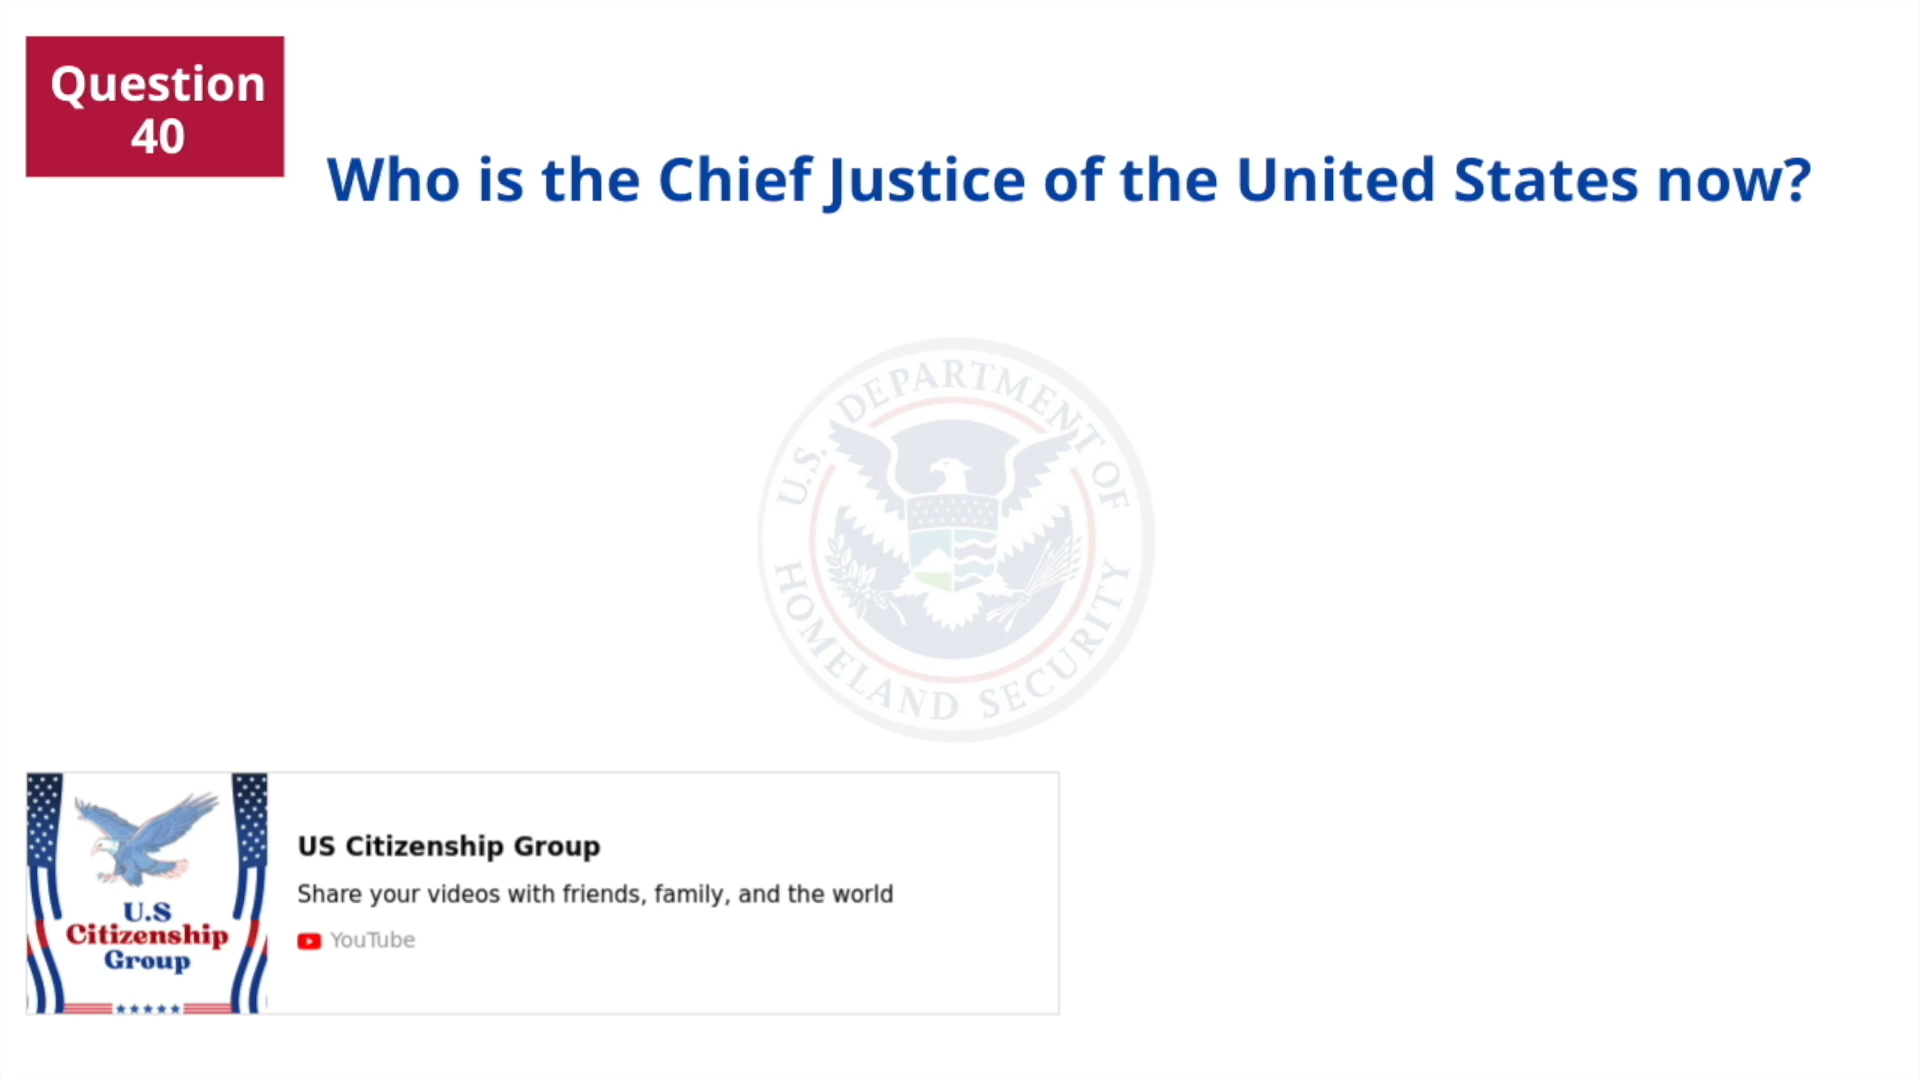 Question
40
Who is the Chief Justice of the United States now?
U.S. DEPARTMENT OF
HOMELAND SECURITY
US Citizenship Group
Share your videos with friends, family, and the world
YouTube
U.S
Citizenship
Group